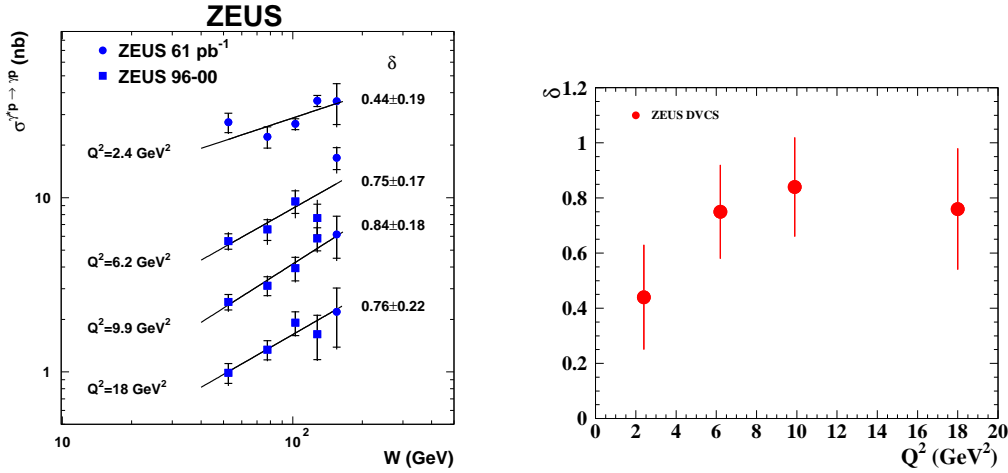 ZEUS
σ^γ*p → γp (nb)
ZEUS 61 pb⁻¹
ZEUS 96-00
δ
0.44±0.19
Q²=2.4 GeV²
0.75±0.17
10
0.84±0.18
Q²=6.2 GeV²
Q²=9.9 GeV²
0.76±0.22
1
Q²=18 GeV²
10
10²
W (GeV)
δ
1.2
ZEUS DVCS
1
0.8
0.6
0.4
0.2
0
0 2 4 6 8 10 12 14 16 18 20
Q² (GeV²)